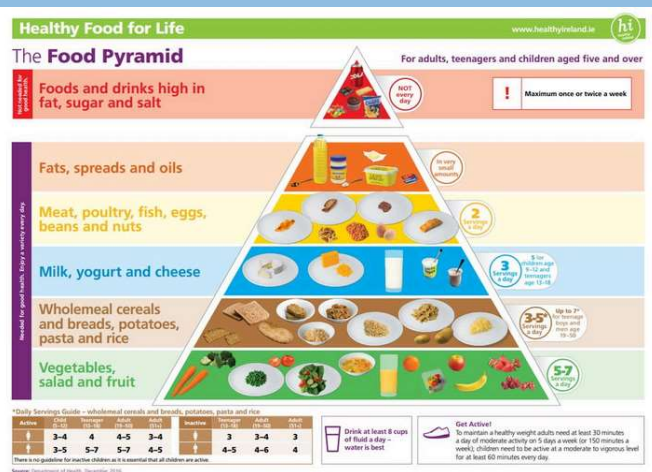 Healthy Food for Life
www.healthyireland.ie
hi
The Food Pyramid
For adults, teenagers and children aged five and over
Not needed for
good health.
Foods and drinks high in
fat, sugar and salt
NOT
every
day
!
Maximum once or twice a week
Needed for good health. Enjoy a variety every day.
Fats, spreads and oils
In very
small
amounts
Meat, poultry, fish, eggs,
beans and nuts
2
Servings
a day
Milk, yogurt and cheese
3
Servings
a day
5 for
children age
9–12 and
teenagers
age 13–18
Wholemeal cereals
and breads, potatoes,
pasta and rice
3-5*
Servings
a day
Up to 7*
for teenage
boys and
men age
19–50
Vegetables,
salad and fruit
5-7
Servings
a day
*Daily Servings Guide – wholemeal cereals and breads, potatoes, pasta and rice
Active Child (5–12) Teenager (13–18) Adult (19–50) Adult (51+) Inactive Teenager (13–18) Adult (19–50) Adult (51+)
3–4 4 4–5 3–4 3 3–4 3
3–5 5–7 5–7 4–5 4–5 4–6 4
There is no guideline for inactive children as it is essential that all children are active.
Drink at least 8 cups
of fluid a day –
water is best
Get Active!
To maintain a healthy weight adults need at least 30 minutes
a day of moderate activity on 5 days a week (or 150 minutes a
week); children need to be active at a moderate to vigorous level
for at least 60 minutes every day.
Source: Department of Health, December 2016